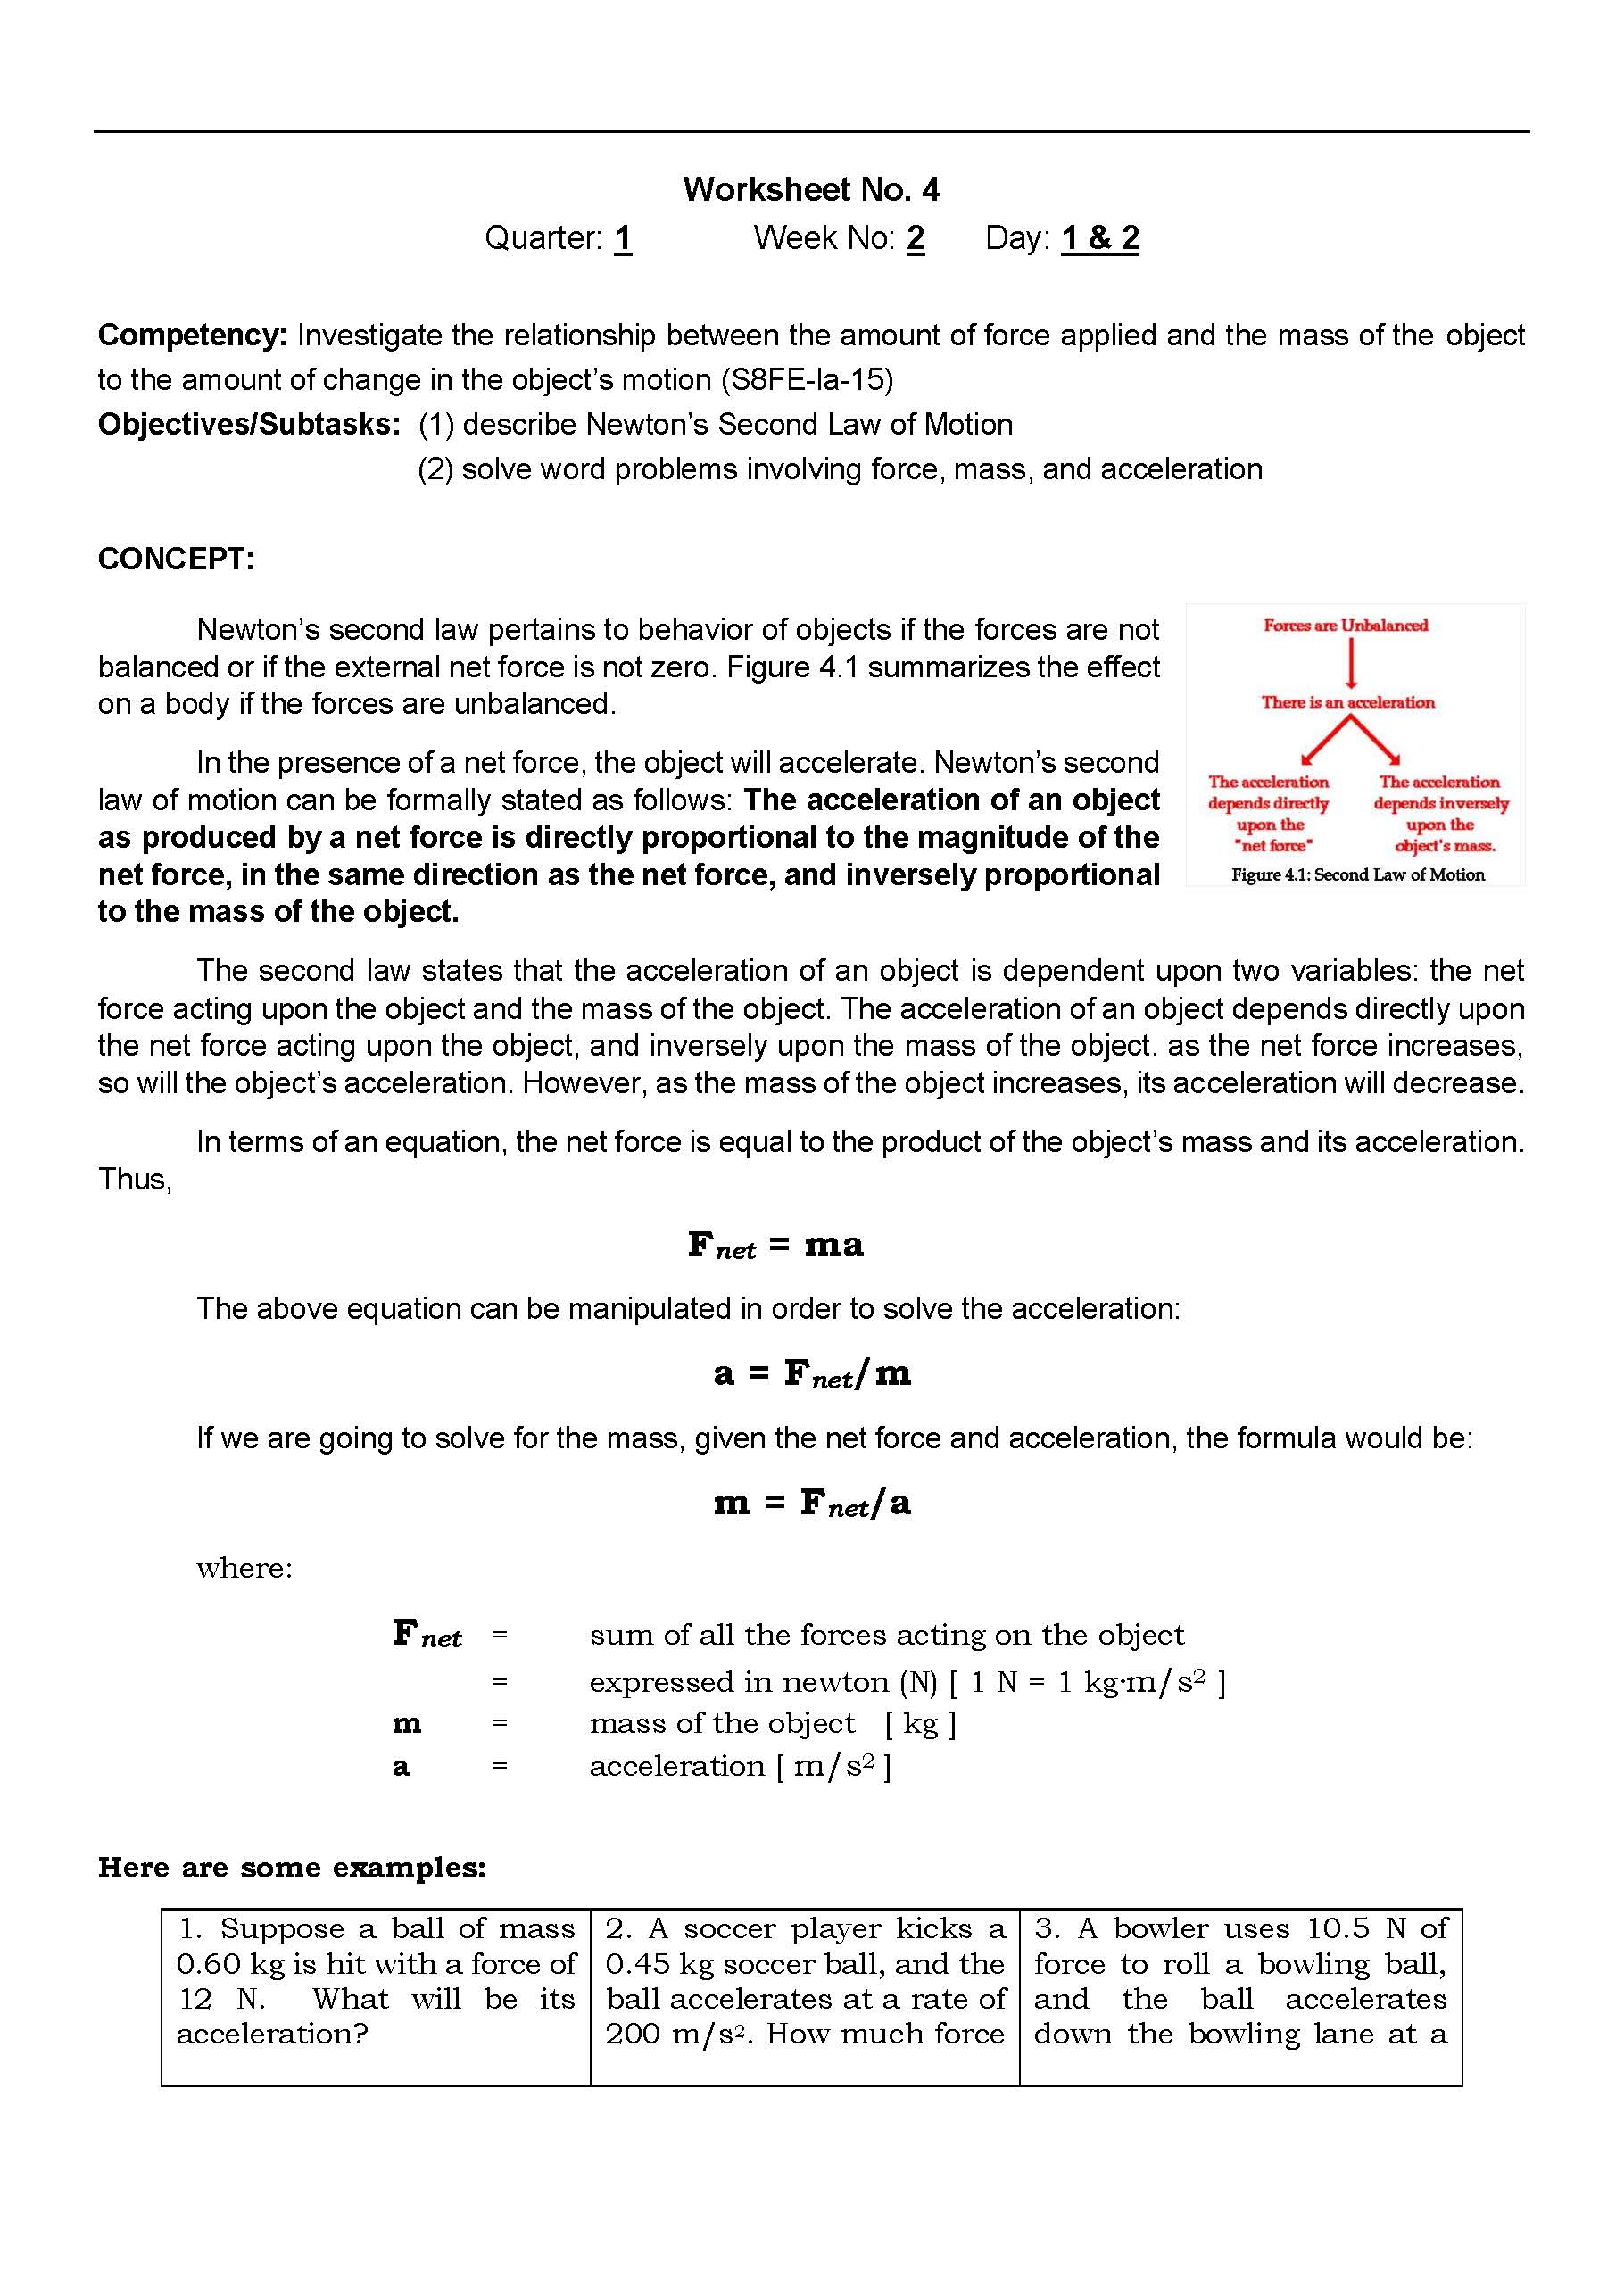 Worksheet No. 4
Quarter: 1 Week No: 2 Day: 1 & 2
Competency: Investigate the relationship between the amount of force applied and the mass of the object
to the amount of change in the object's motion (S8FE-Ia-15)
Objectives/Subtasks: (1) describe Newton's Second Law of Motion
(2) solve word problems involving force, mass, and acceleration
CONCEPT:
Newton's second law pertains to behavior of objects if the forces are not
balanced or if the external net force is not zero. Figure 4.1 summarizes the effect
on a body if the forces are unbalanced.
In the presence of a net force, the object will accelerate. Newton's second
law of motion can be formally stated as follows: The acceleration of an object
as produced by a net force is directly proportional to the magnitude of the
net force, in the same direction as the net force, and inversely proportional
to the mass of the object.
Forces are Unbalanced
There is an acceleration
The acceleration
depends directly
upon the
"net force"
The acceleration
depends inversely
upon the
object's mass.
Figure 4.1: Second Law of Motion
The second law states that the acceleration of an object is dependent upon two variables: the net
force acting upon the object and the mass of the object. The acceleration of an object depends directly upon
the net force acting upon the object, and inversely upon the mass of the object. as the net force increases,
so will the object's acceleration. However, as the mass of the object increases, its acceleration will decrease.
In terms of an equation, the net force is equal to the product of the object's mass and its acceleration.
Thus,
Fnet = ma
The above equation can be manipulated in order to solve the acceleration:
a = Fnet/m
If we are going to solve for the mass, given the net force and acceleration, the formula would be:
m = Fnet/a
where:
Fnet = sum of all the forces acting on the object
= expressed in newton (N) [ 1 N = 1 kg·m/s² ]
m = mass of the object [ kg ]
a = acceleration [ m/s² ]
Here are some examples:
1. Suppose a ball of mass
0.60 kg is hit with a force of
12 N. What will be its
acceleration?
2. A soccer player kicks a
0.45 kg soccer ball, and the
ball accelerates at a rate of
200 m/s². How much force
3. A bowler uses 10.5 N of
force to roll a bowling ball,
and the ball accelerates
down the bowling lane at a